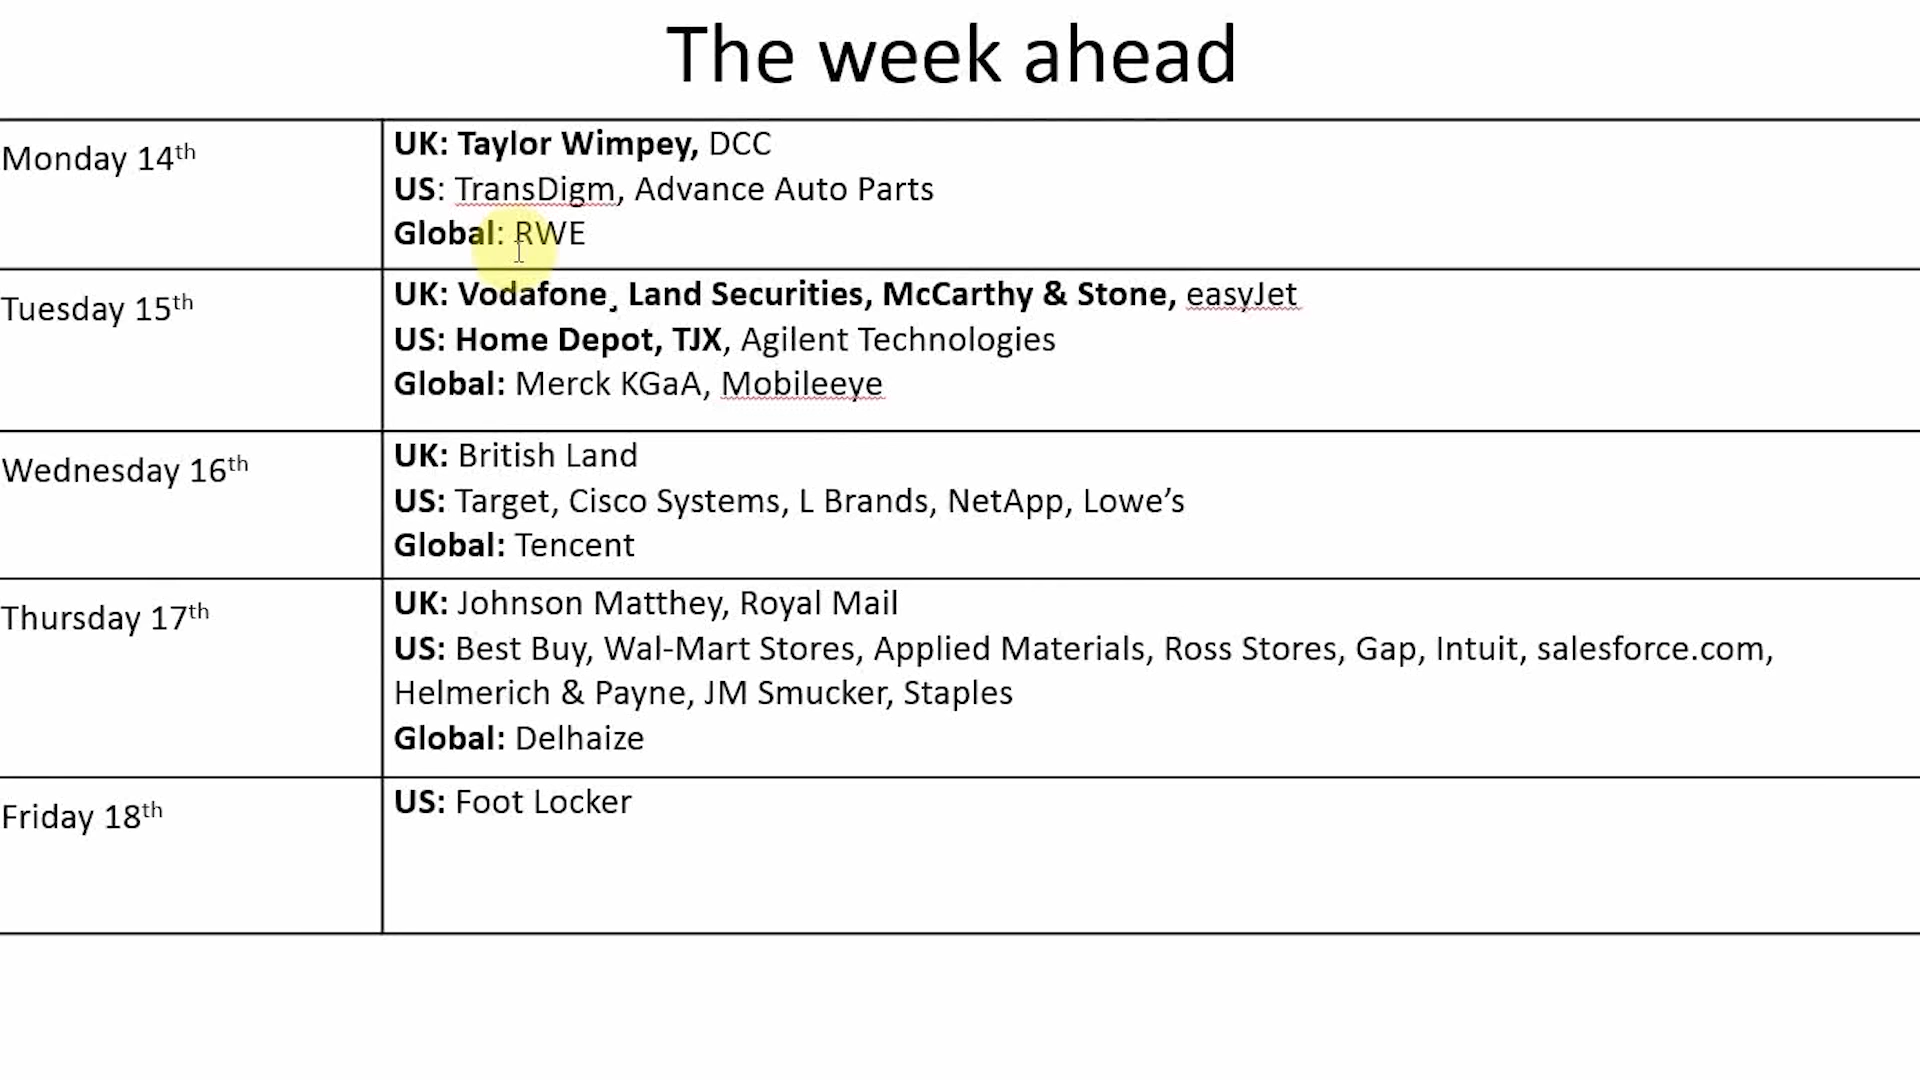 The week ahead
Monday 14th
UK: Taylor Wimpey, DCC
US: TransDigm, Advance Auto Parts
Global: RWE
Tuesday 15th
UK: Vodafone, Land Securities, McCarthy & Stone, easyJet
US: Home Depot, TJX, Agilent Technologies
Global: Merck KGaA, Mobileeye
Wednesday 16th
UK: British Land
US: Target, Cisco Systems, L Brands, NetApp, Lowe’s
Global: Tencent
Thursday 17th
UK: Johnson Matthey, Royal Mail
US: Best Buy, Wal-Mart Stores, Applied Materials, Ross Stores, Gap, Intuit, salesforce.com,
Helmerich & Payne, JM Smucker, Staples
Global: Delhaize
Friday 18th
US: Foot Locker